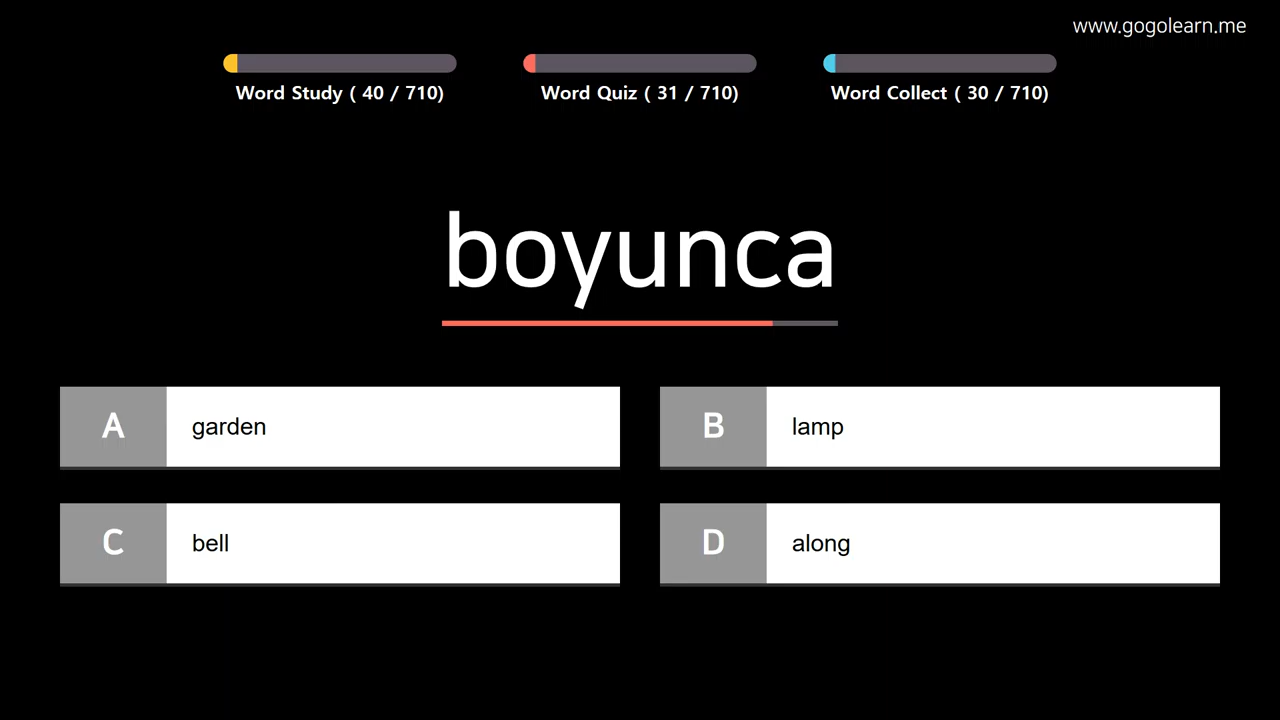 www.gogolearn.me
Word Study ( 40 / 710)
Word Quiz ( 31 / 710)
Word Collect ( 30 / 710)
boyunca
A garden
B lamp
C bell
D along